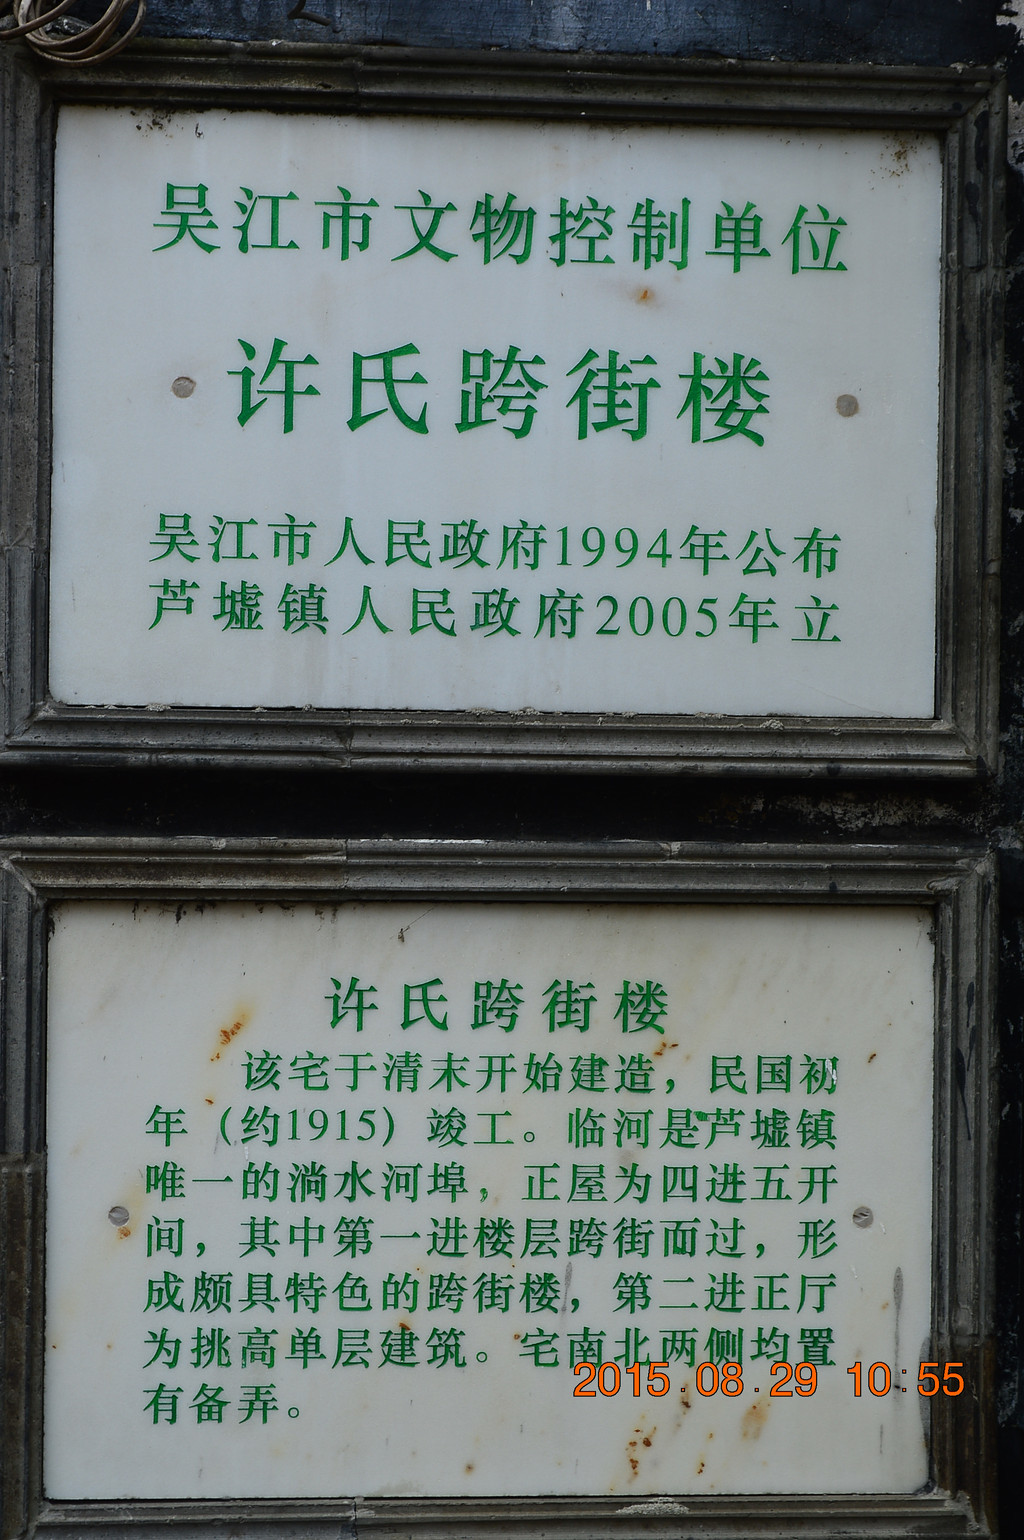 吴江市文物控制单位
许氏跨街楼
吴江市人民政府1994年公布
芦墟镇人民政府2005年立
许氏跨街楼
该宅于清末开始建造，民国初
年（约1915）竣工。临河是芦墟镇
唯一的淌水河埠，正屋为四进五开
间，其中第一进楼层跨街而过，形
成颇具特色的跨街楼，第二进正厅
为挑高单层建筑。宅南北两侧均置
有备弄。
2015.08.29 10:55